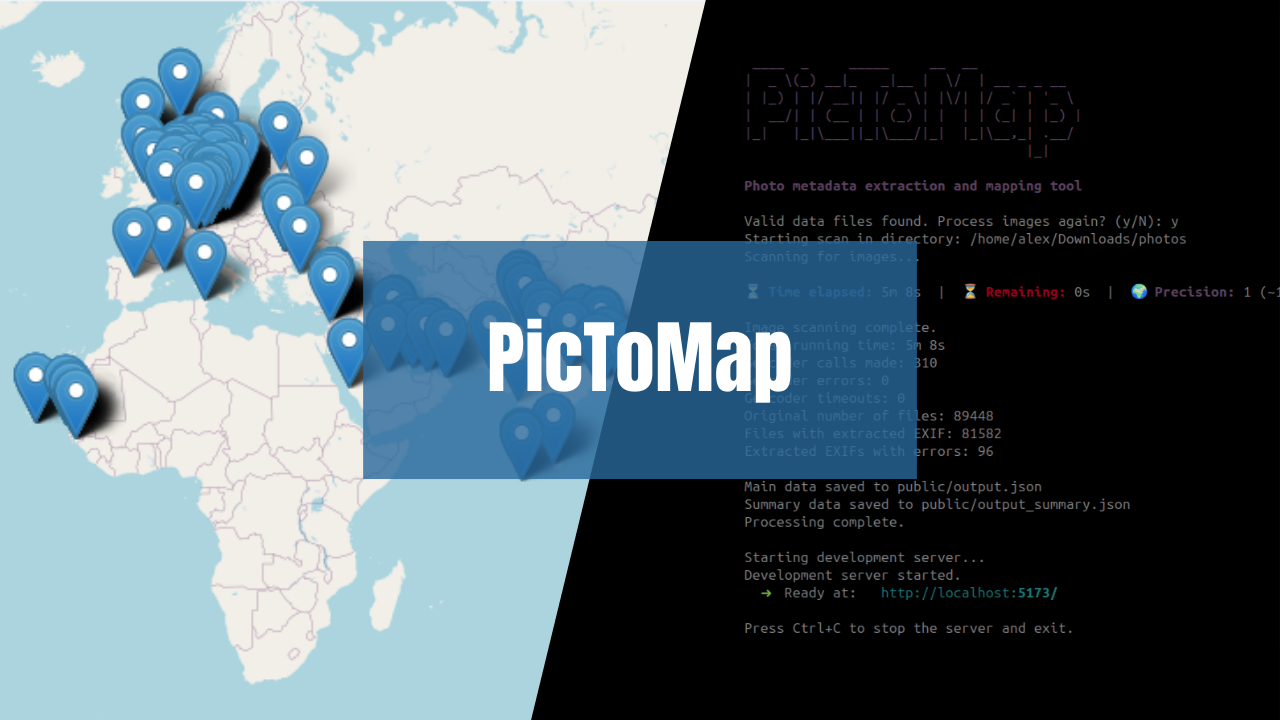 PicToMap
Photo metadata extraction and mapping tool
Valid data files found. Process images again? (y/N): y
Starting scan in directory: /home/alex/Downloads/photos
Scanning for images...
⏳ Time elapsed: 5m 8s | ⏳ Remaining: 0s | 🌍 Precision: 1 (~1
Image scanning complete.
running time: 5m 8s
calls made: 310
errors: 0
Geocoder timeouts: 0
Original number of files: 89448
Files with extracted EXIF: 81582
Extracted EXIFs with errors: 96
PicToMap
Main data saved to public/output.json
Summary data saved to public/output_summary.json
Processing complete.
Starting development server...
Development server started.
➜ Ready at: http://localhost:5173/
Press Ctrl+C to stop the server and exit.